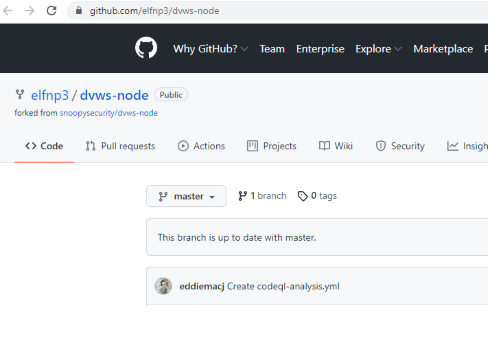 github.com/elfnp3/dvws-node
Why GitHub? Team Enterprise Explore Marketplace
elfnp3 / dvws-node Public
forked from snoopysecurity/dvws-node
Code Pull requests Actions Projects Wiki Security Insigh
master 1 branch 0 tags
This branch is up to date with master.
eddiemacj Create codeql-analysis.yml